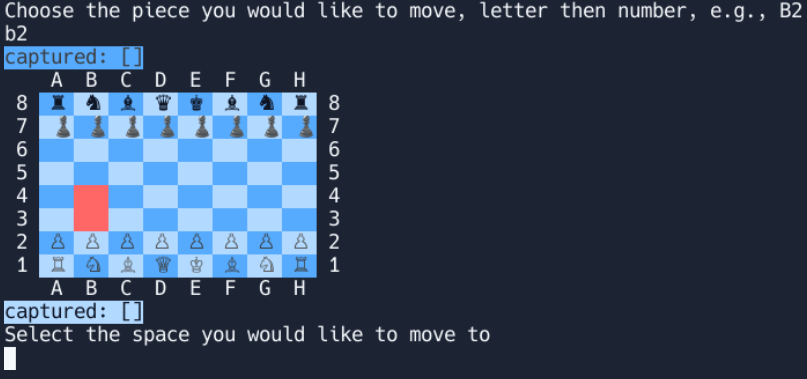 Choose the piece you would like to move, letter then number, e.g., B2
b2
captured: []
A B C D E F G H
8 ♜ ♞ ♝ ♛ ♚ ♝ ♞ ♜ 8
7 ♟ ♟ ♟ ♟ ♟ ♟ ♟ ♟ 7
6 6
5 5
4 4
3 3
2 ♙ ♙ ♙ ♙ ♙ ♙ ♙ ♙ 2
1 ♖ ♘ ♗ ♕ ♔ ♗ ♘ ♖ 1
A B C D E F G H
captured: []
Select the space you would like to move to